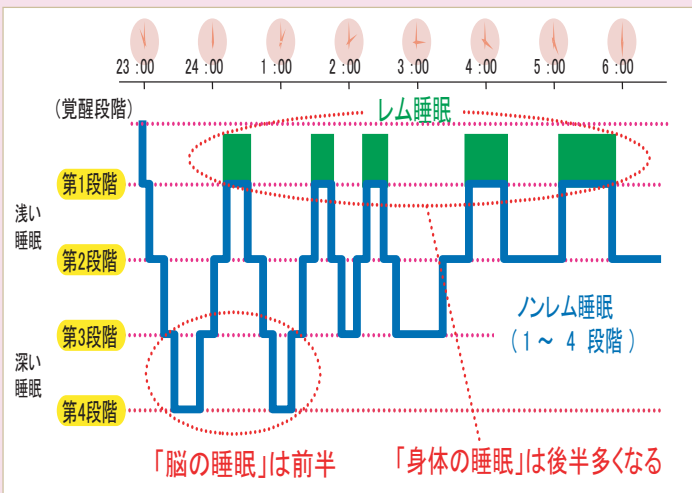 23:00 24:00 1:00 2:00 3:00 4:00 5:00 6:00
(覚醒段階)
レム睡眠
第1段階
浅い
睡眠
第2段階
ノンレム睡眠
(1〜 4 段階)
第3段階
深い
睡眠
第4段階
「脳の睡眠」は前半
「身体の睡眠」は後半多くなる